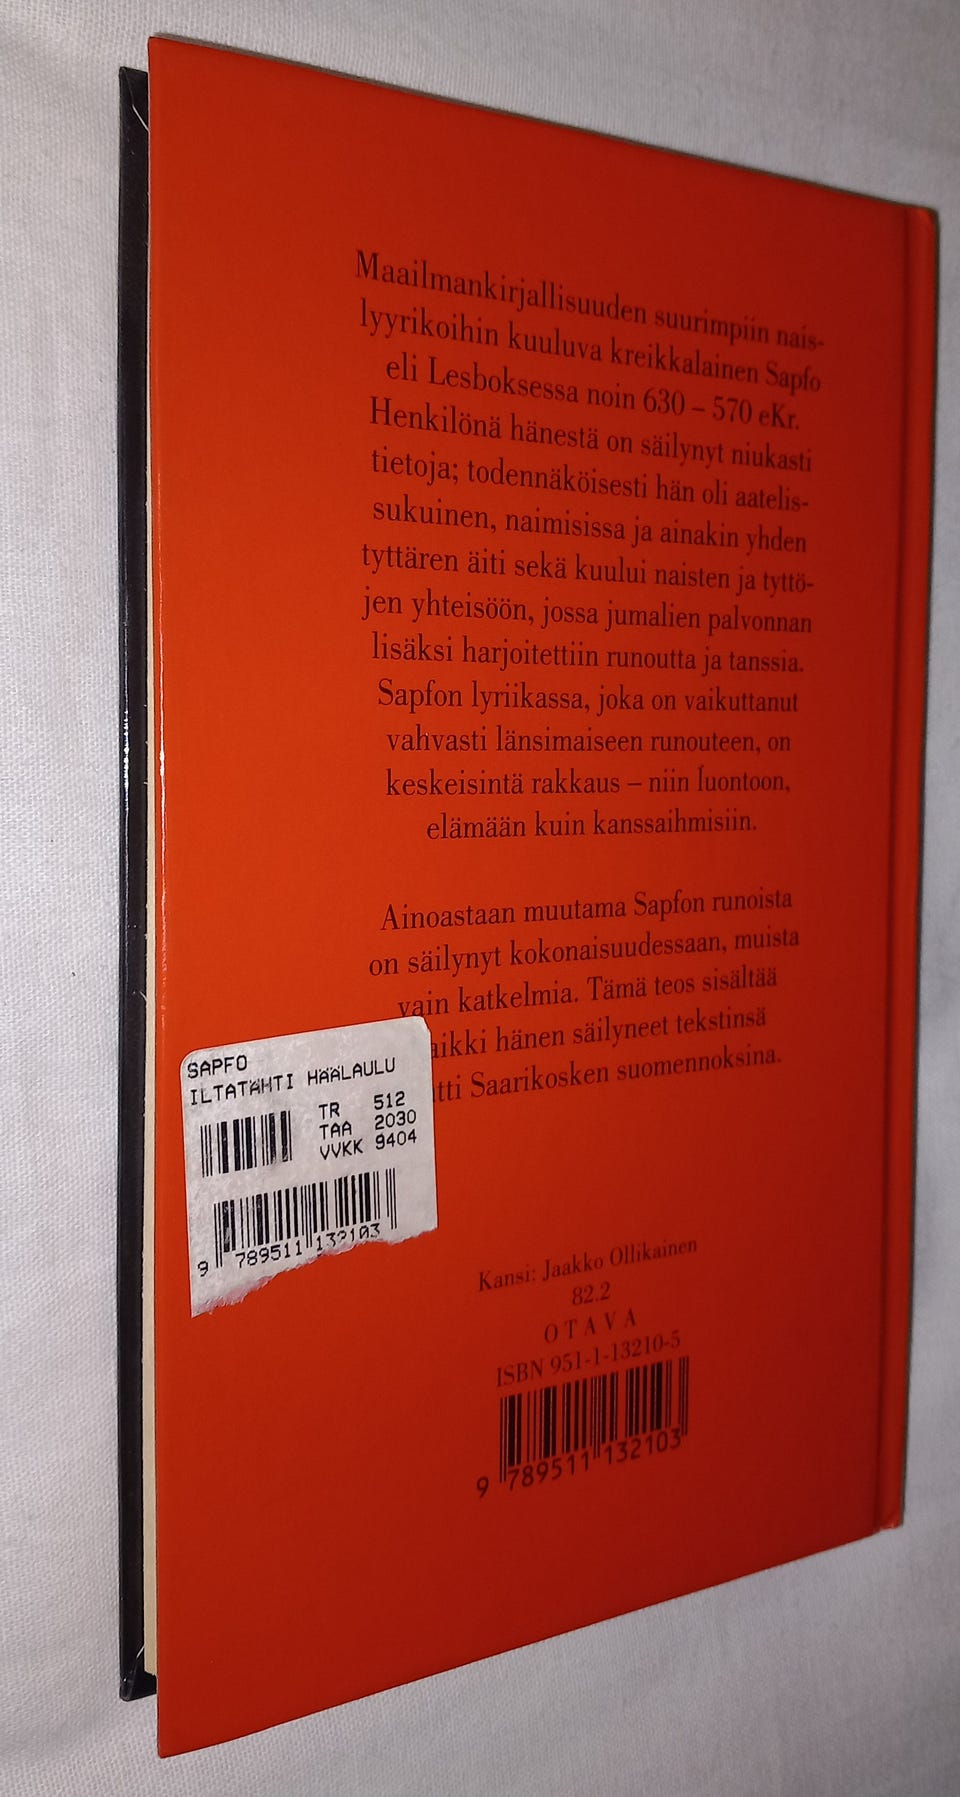 Maailmankirjallisuuden suurimpiin nais-
lyyrikoihin kuuluva kreikkalainen Sapfo
eli Lesboksessa noin 630 – 570 eKr.
Henkilönä hänestä on säilynyt niukasti
tietoja; todennäköisesti hän oli aatelis-
sukuinen, naimisissa ja ainakin yhden
tyttären äiti sekä kuului naisten ja tyttö-
jen yhteisöön, jossa jumalien palvonnan
lisäksi harjoitettiin runoutta ja tanssia.
Sapfon lyriikassa, joka on vaikuttanut
vahvasti länsimaiseen runouteen, on
keskeisintä rakkaus – niin luontoon,
elämään kuin kanssaihmisiin.
Ainoastaan muutama Sapfon runoista
on säilynyt kokonaisuudessaan, muista
vain katkelmia. Tämä teos sisältää
aikki hänen säilyneet tekstinsä
tti Saarikosken suomennoksina.
SAPFO
ILTATÄHTI HÄÄLAULU
TR 512
TAA 2030
VVKK 9404
9 789511 132103
Kansi: Jaakko Ollikainen
82.2
OTAVA
ISBN 951-1-13210-5
9 789511 132103